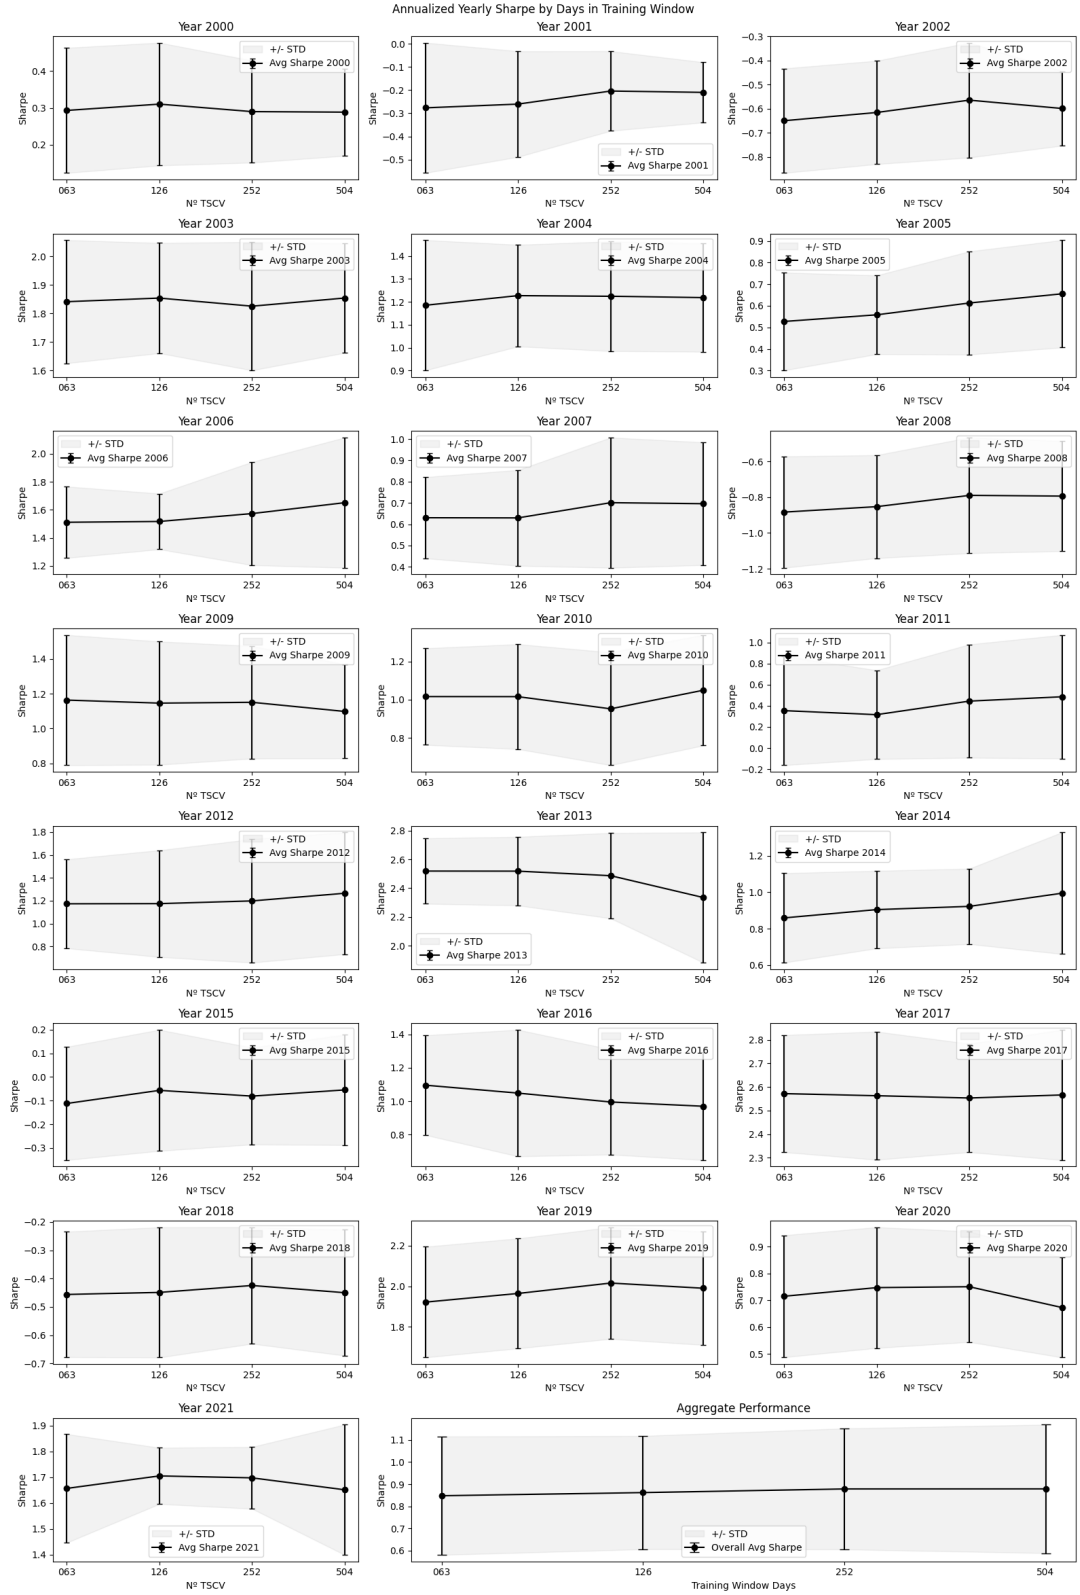 Annualized Yearly Sharpe by Days in Training Window
Year 2000
Sharpe
0.4
0.3
0.2
+/- STD
Avg Sharpe 2000
063 126 252 504
Nº TSCV
Year 2001
Sharpe
0.0
−0.1
−0.2
−0.3
−0.4
−0.5
+/- STD
Avg Sharpe 2001
063 126 252 504
Nº TSCV
Year 2002
Sharpe
−0.3
−0.4
−0.5
−0.6
−0.7
−0.8
+/- STD
Avg Sharpe 2002
063 126 252 504
Nº TSCV
Year 2003
Sharpe
2.0
1.9
1.8
1.7
1.6
+/- STD
Avg Sharpe 2003
063 126 252 504
Nº TSCV
Year 2004
Sharpe
1.4
1.3
1.2
1.1
1.0
0.9
+/- STD
Avg Sharpe 2004
063 126 252 504
Nº TSCV
Year 2005
Sharpe
0.9
0.8
0.7
0.6
0.5
0.4
0.3
+/- STD
Avg Sharpe 2005
063 126 252 504
Nº TSCV
Year 2006
Sharpe
2.0
1.8
1.6
1.4
1.2
+/- STD
Avg Sharpe 2006
063 126 252 504
Nº TSCV
Year 2007
Sharpe
1.0
0.9
0.8
0.7
0.6
0.5
0.4
+/- STD
Avg Sharpe 2007
063 126 252 504
Nº TSCV
Year 2008
Sharpe
−0.6
−0.8
−1.0
−1.2
+/- STD
Avg Sharpe 2008
063 126 252 504
Nº TSCV
Year 2009
Sharpe
1.4
1.2
1.0
0.8
+/- STD
Avg Sharpe 2009
063 126 252 504
Nº TSCV
Year 2010
Sharpe
1.2
1.0
0.8
+/- STD
Avg Sharpe 2010
063 126 252 504
Nº TSCV
Year 2011
Sharpe
1.0
0.8
0.6
0.4
0.2
0.0
−0.2
+/- STD
Avg Sharpe 2011
063 126 252 504
Nº TSCV
Year 2012
Sharpe
1.8
1.6
1.4
1.2
1.0
0.8
+/- STD
Avg Sharpe 2012
063 126 252 504
Nº TSCV
Year 2013
Sharpe
2.8
2.6
2.4
2.2
2.0
+/- STD
Avg Sharpe 2013
063 126 252 504
Nº TSCV
Year 2014
Sharpe
1.2
1.0
0.8
0.6
+/- STD
Avg Sharpe 2014
063 126 252 504
Nº TSCV
Year 2015
Sharpe
0.2
0.1
0.0
−0.1
−0.2
−0.3
+/- STD
Avg Sharpe 2015
063 126 252 504
Nº TSCV
Year 2016
Sharpe
1.4
1.2
1.0
0.8
+/- STD
Avg Sharpe 2016
063 126 252 504
Nº TSCV
Year 2017
Sharpe
2.8
2.7
2.6
2.5
2.4
2.3
+/- STD
Avg Sharpe 2017
063 126 252 504
Nº TSCV
Year 2018
Sharpe
−0.2
−0.3
−0.4
−0.5
−0.6
−0.7
+/- STD
Avg Sharpe 2018
063 126 252 504
Nº TSCV
Year 2019
Sharpe
2.2
2.0
1.8
+/- STD
Avg Sharpe 2019
063 126 252 504
Nº TSCV
Year 2020
Sharpe
0.9
0.8
0.7
0.6
0.5
+/- STD
Avg Sharpe 2020
063 126 252 504
Nº TSCV
Year 2021
Sharpe
1.9
1.8
1.7
1.6
1.5
1.4
+/- STD
Avg Sharpe 2021
063 126 252 504
Nº TSCV
Aggregate Performance
Sharpe
1.1
1.0
0.9
0.8
0.7
0.6
+/- STD
Overall Avg Sharpe
063 126 252 504
Training Window Days